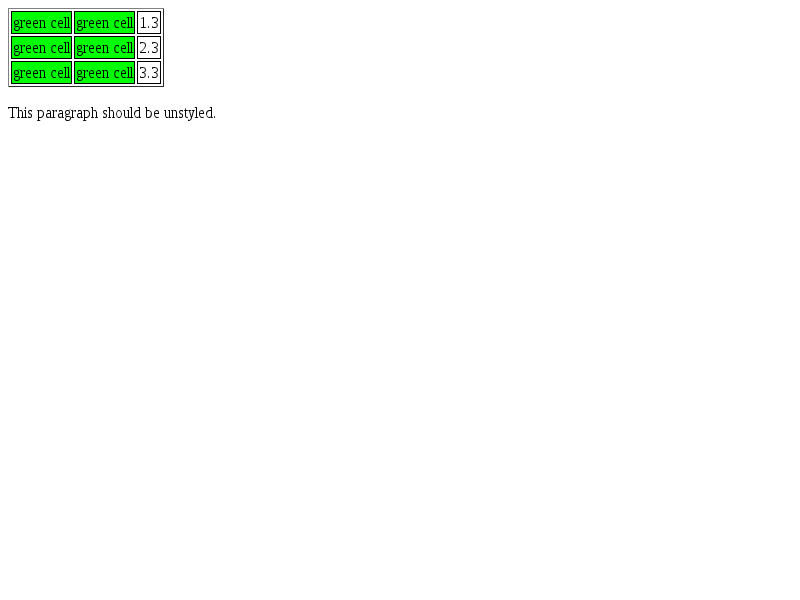 green cell green cell 1.3
green cell green cell 2.3
green cell green cell 3.3
This paragraph should be unstyled.